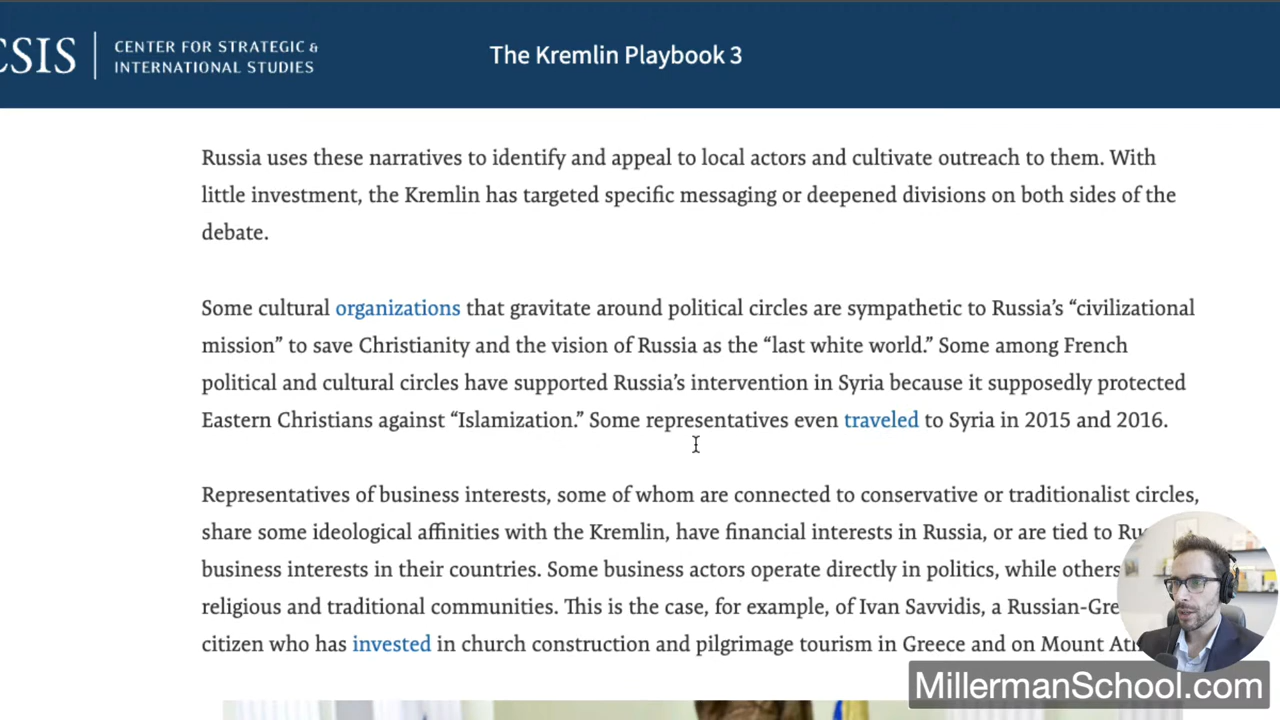 CSIS
CENTER FOR STRATEGIC &
INTERNATIONAL STUDIES
The Kremlin Playbook 3
Russia uses these narratives to identify and appeal to local actors and cultivate outreach to them. With
little investment, the Kremlin has targeted specific messaging or deepened divisions on both sides of the
debate.
Some cultural organizations that gravitate around political circles are sympathetic to Russia’s “civilizational
mission” to save Christianity and the vision of Russia as the “last white world.” Some among French
political and cultural circles have supported Russia’s intervention in Syria because it supposedly protected
Eastern Christians against “Islamization.” Some representatives even traveled to Syria in 2015 and 2016.
Representatives of business interests, some of whom are connected to conservative or traditionalist circles,
share some ideological affinities with the Kremlin, have financial interests in Russia, or are tied to
business interests in their countries. Some business actors operate directly in politics, while others
religious and traditional communities. This is the case, for example, of Ivan Savvidis, a
citizen who has invested in church construction and pilgrimage tourism in Greece and on Mount
MillermanSchool.com